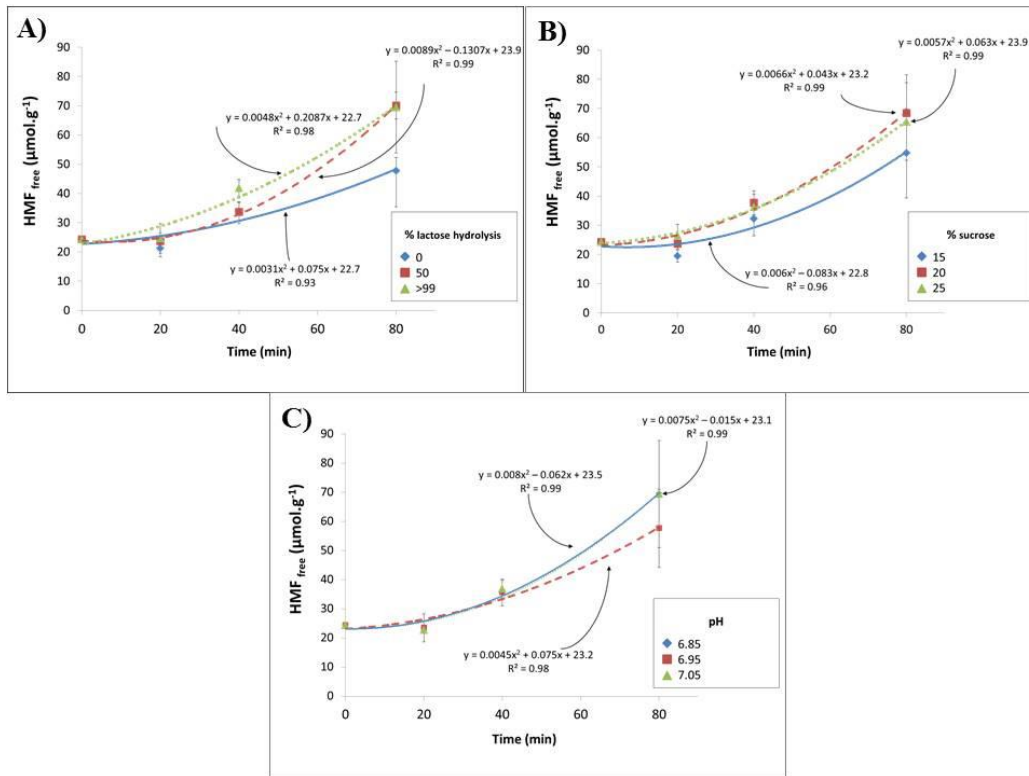 A)
y = 0.0089x² – 0.1307x + 23.9
R² = 0.99
y = 0.0048x² + 0.2087x + 22.7
R² = 0.98
y = 0.0031x² + 0.075x + 22.7
R² = 0.93
HMF free (µmol.g-1)
90
80
70
60
50
40
30
20
10
0
0 20 40 60 80
Time (min)
% lactose hydrolysis
0
50
>99
B)
y = 0.0057x² + 0.063x + 23.9
R² = 0.99
y = 0.0066x² + 0.043x + 23.2
R² = 0.99
y = 0.006x² – 0.083x + 22.8
R² = 0.96
HMF free (µmol.g-1)
90
80
70
60
50
40
30
20
10
0
0 20 40 60 80
Time (min)
% sucrose
15
20
25
C)
y = 0.0075x² – 0.015x + 23.1
R² = 0.99
y = 0.008x² – 0.062x + 23.5
R² = 0.99
y = 0.0045x² + 0.075x + 23.2
R² = 0.98
HMF free (µmol.g-1)
90
80
70
60
50
40
30
20
10
0
0 20 40 60 80
Time (min)
pH
6.85
6.95
7.05